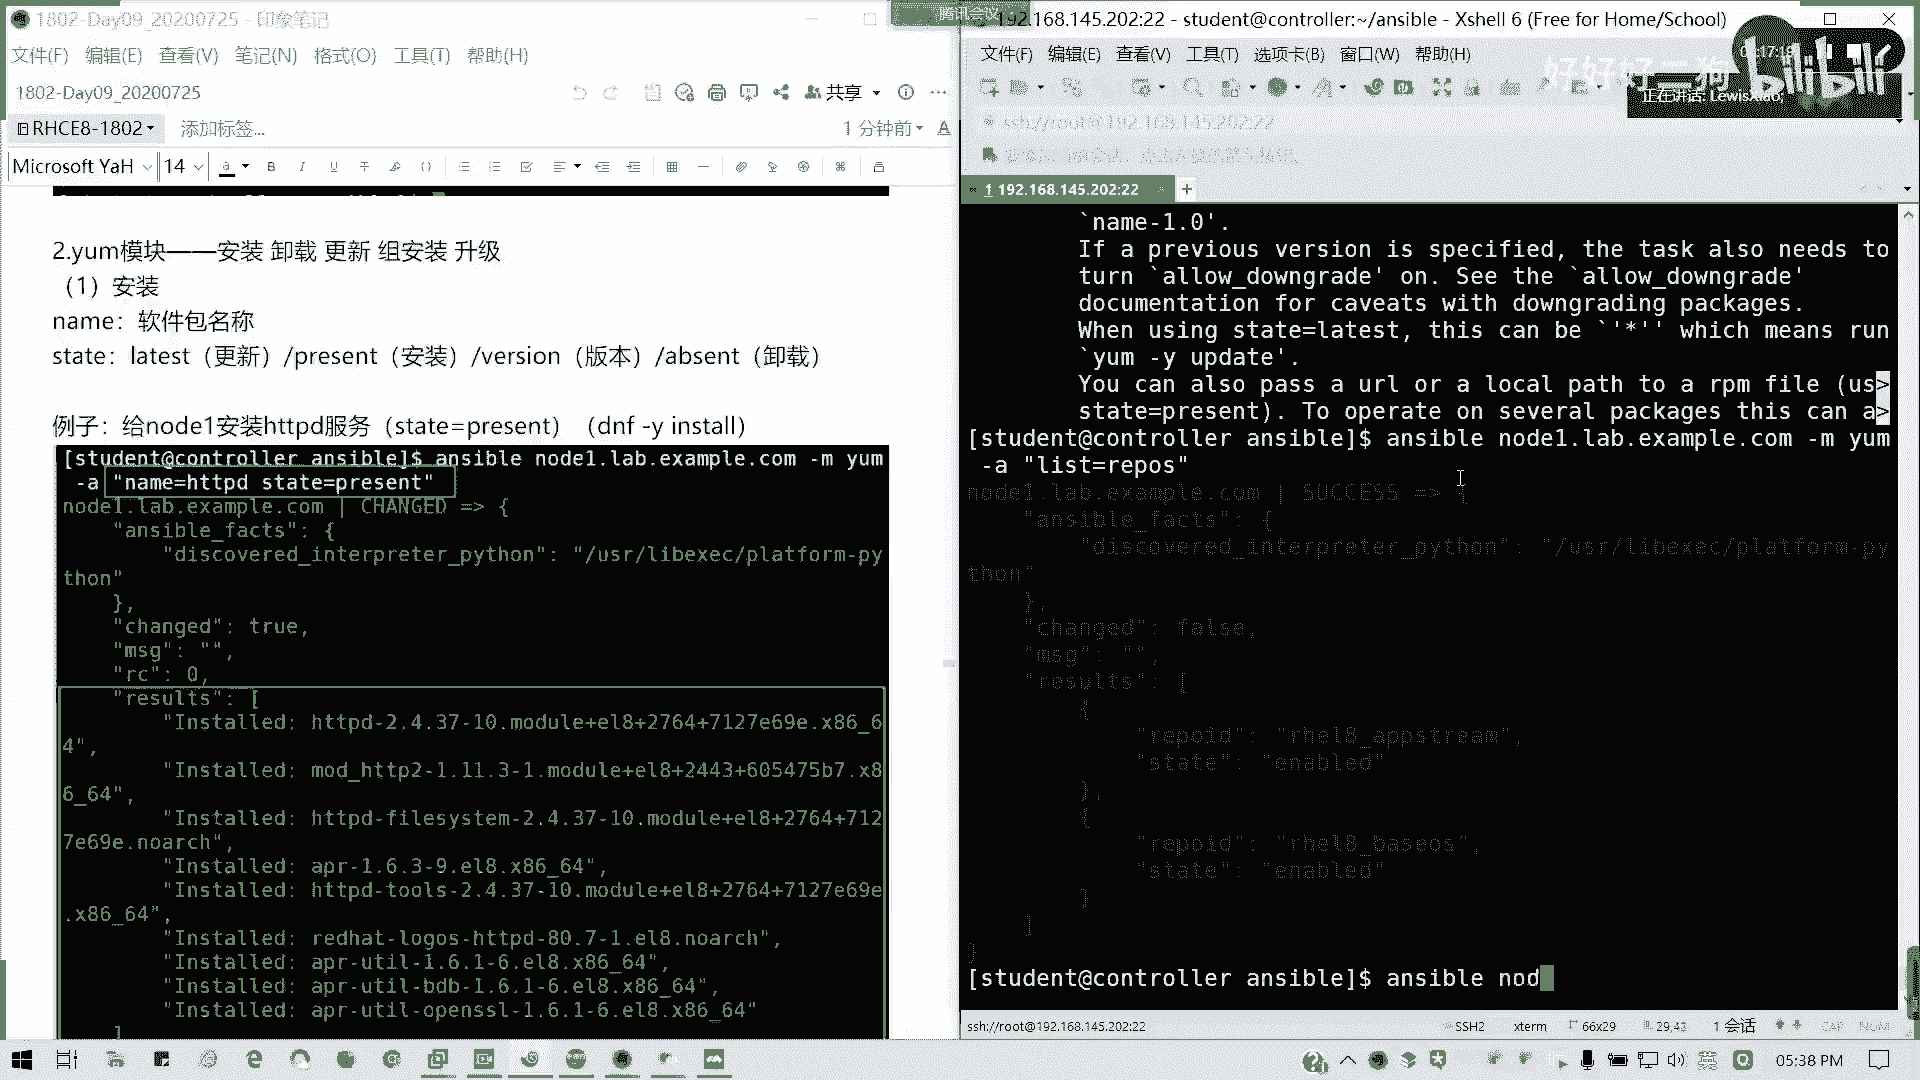 1802-Day09_20200725 - 印象笔记
文件(F) 编辑(E) 查看(V) 笔记(N) 格式(O) 工具(T) 帮助(H)
1802-Day09_20200725
共享
RHCE8-1802
添加标签...
1 分钟前
Microsoft YaH 14
2.yum模块——安装 卸载 更新 组安装 升级
（1）安装
name：软件包名称
state：latest（更新）/present（安装）/version（版本）/absent（卸载）
例子：给node1安装httpd服务（state=present）（dnf -y install）
[student@controller ansible]$ ansible node1.lab.example.com -m yum
-a "name=httpd state=present"
node1.lab.example.com | CHANGED => {
"ansible_facts": {
"discovered_interpreter_python": "/usr/libexec/platform-py
thon"
},
"changed": true,
"msg": "",
"rc": 0,
"results": [
"Installed: httpd-2.4.37-10.module+el8+2764+7127e69e.x86_6
4",
"Installed: mod_http2-1.11.3-1.module+el8+2443+605475b7.x8
6_64",
"Installed: httpd-filesystem-2.4.37-10.module+el8+2764+712
7e69e.noarch",
"Installed: apr-1.6.3-9.el8.x86_64",
"Installed: httpd-tools-2.4.37-10.module+el8+2764+7127e69e
.x86_64",
"Installed: redhat-logos-httpd-80.7-1.el8.noarch",
"Installed: apr-util-1.6.1-6.el8.x86_64",
"Installed: apr-util-bdb-1.6.1-6.el8.x86_64",
"Installed: apr-util-openssl-1.6.1-6.el8.x86_64"
]
腾讯会议
192.168.145.202:22 - student@controller:~/ansible - Xshell 6 (Free for Home/School)
文件(F) 编辑(E) 查看(V) 工具(T) 选项卡(B) 窗口(W) 帮助(H)
好好好二狗
bilibili
正在讲话: LewisXiao;
ssh://root@192.168.145.202:22
1 192.168.145.202:22
`name-1.0'.
If a previous version is specified, the task also needs to
turn `allow_downgrade' on. See the `allow_downgrade'
documentation for caveats with downgrading packages.
When using state=latest, this can be `'*'' which means run
`yum -y update'.
You can also pass a url or a local path to a rpm file (us>
state=present). To operate on several packages this can a>
[student@controller ansible]$ ansible node1.lab.example.com -m yum
-a "list=repos"
node1.lab.example.com | SUCCESS => {
"ansible_facts": {
"discovered_interpreter_python": "/usr/libexec/platform-py
thon"
},
"changed": false,
"msg": "",
"results": [
{
"repoid": "rhel8_appstream",
"state": "enabled"
},
{
"repoid": "rhel8_baseos",
"state": "enabled"
}
]
}
[student@controller ansible]$ ansible nod
ssh://root@192.168.145.202:22 SSH2 xterm 66x29 29,43 1 会话 CAP NUM
英
05:38 PM